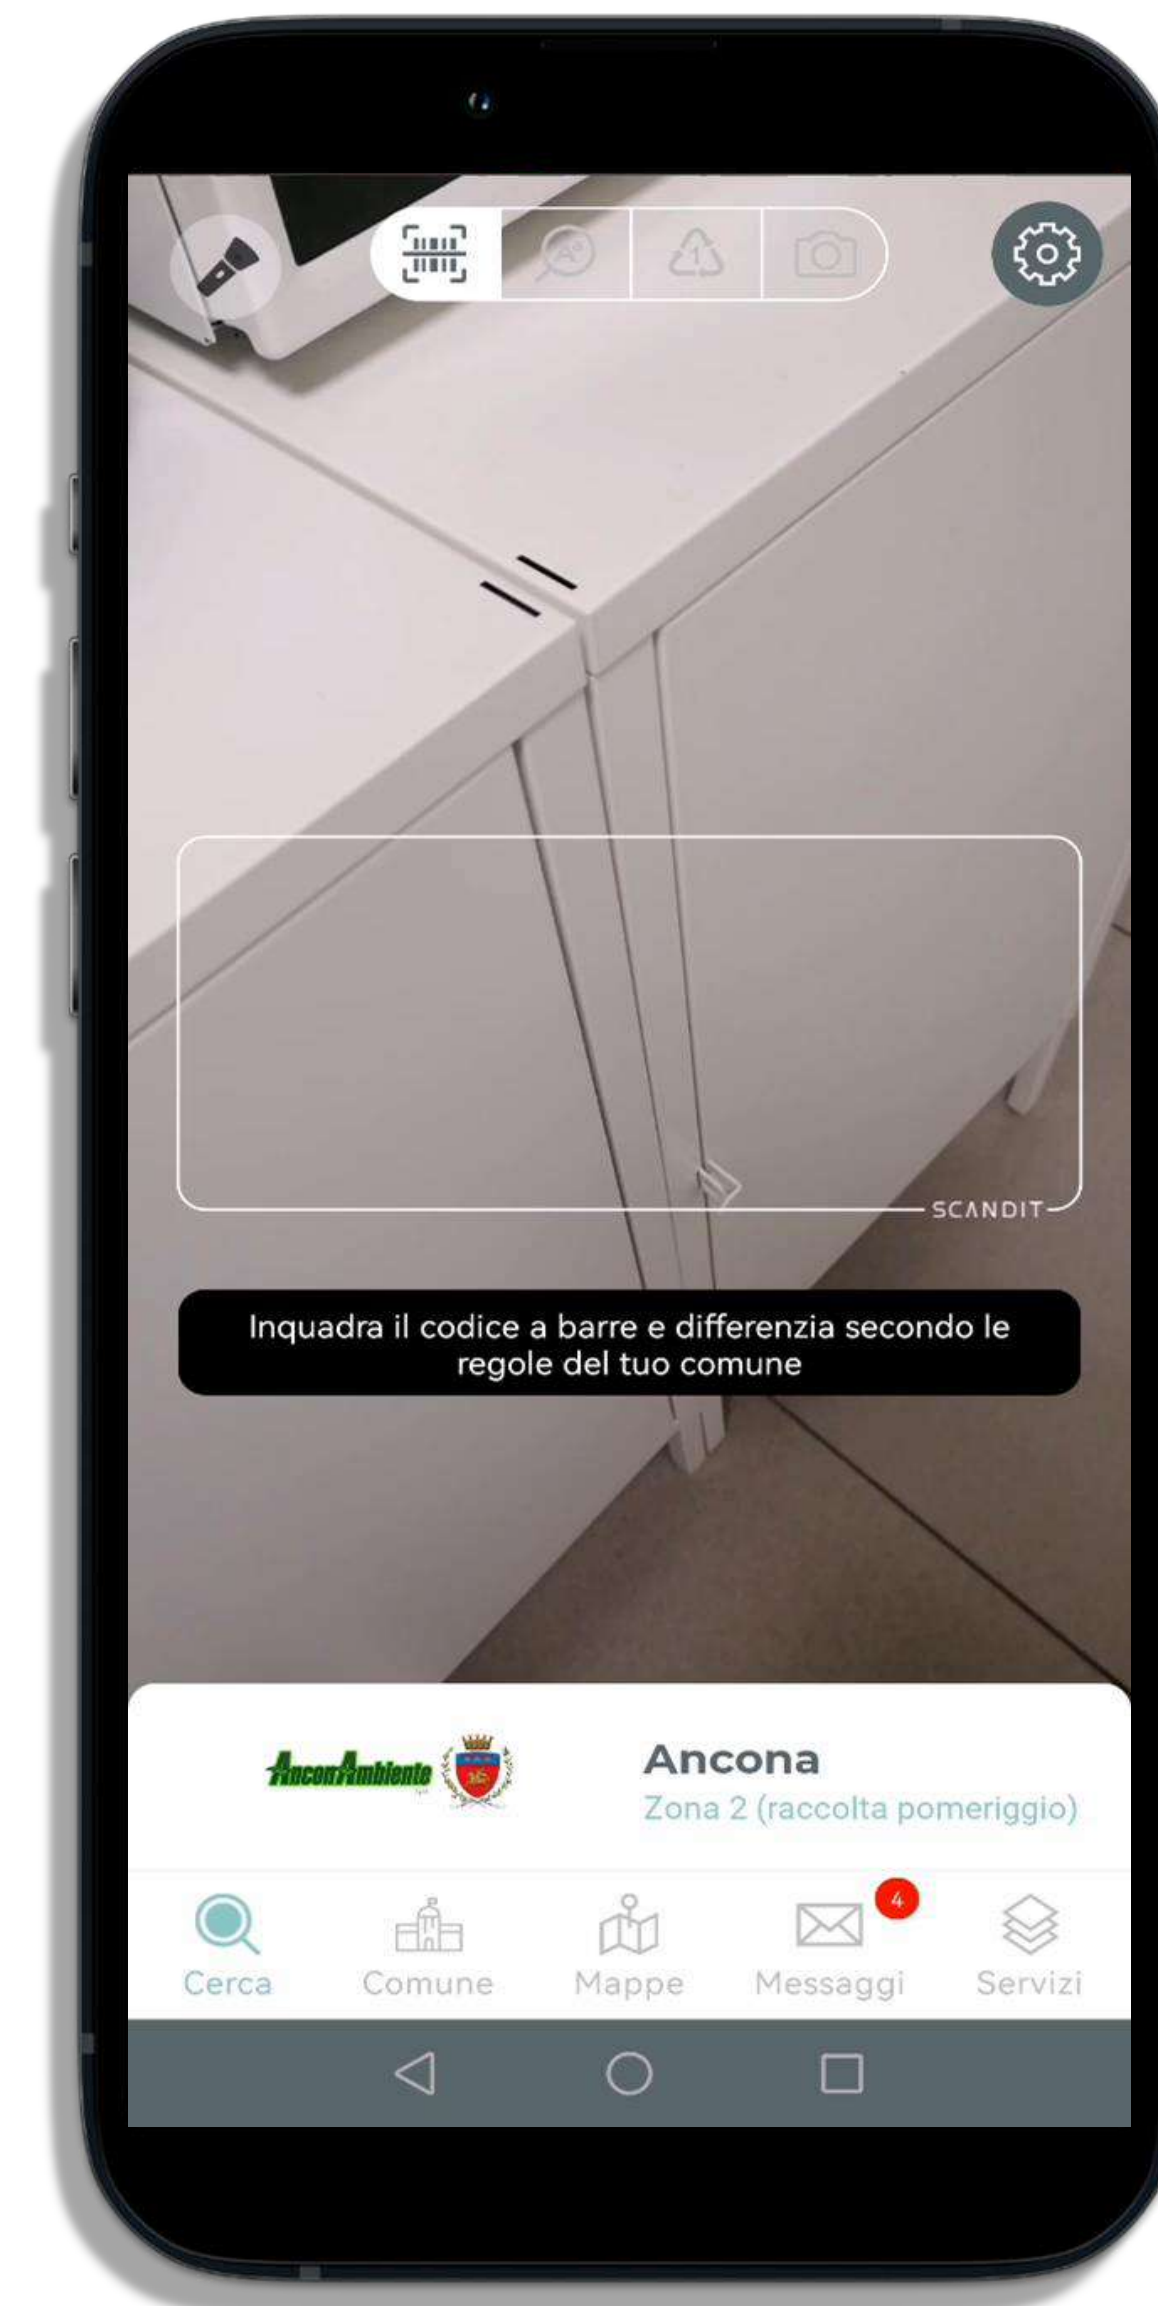 A°
1
SCANDIT
Inquadra il codice a barre e differenzia secondo le
regole del tuo comune
AnconAmbiente
Ancona
Zona 2 (raccolta pomeriggio)
4
Cerca
Comune
Mappe
Messaggi
Servizi